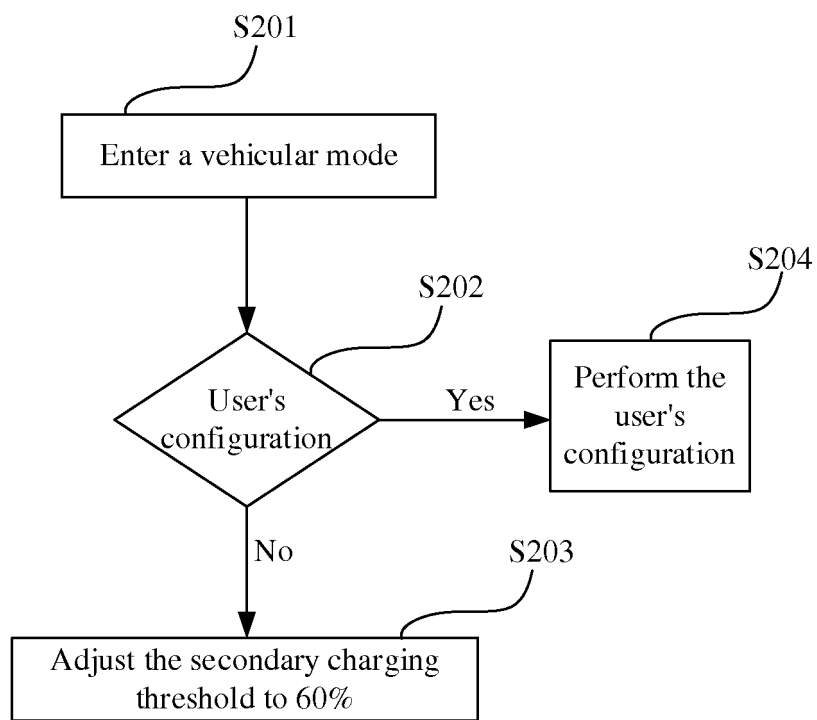 S201
Enter a vehicular mode
S202
User's
configuration
Yes
S204
Perform the
user's
configuration
No
S203
Adjust the secondary charging
threshold to 60%